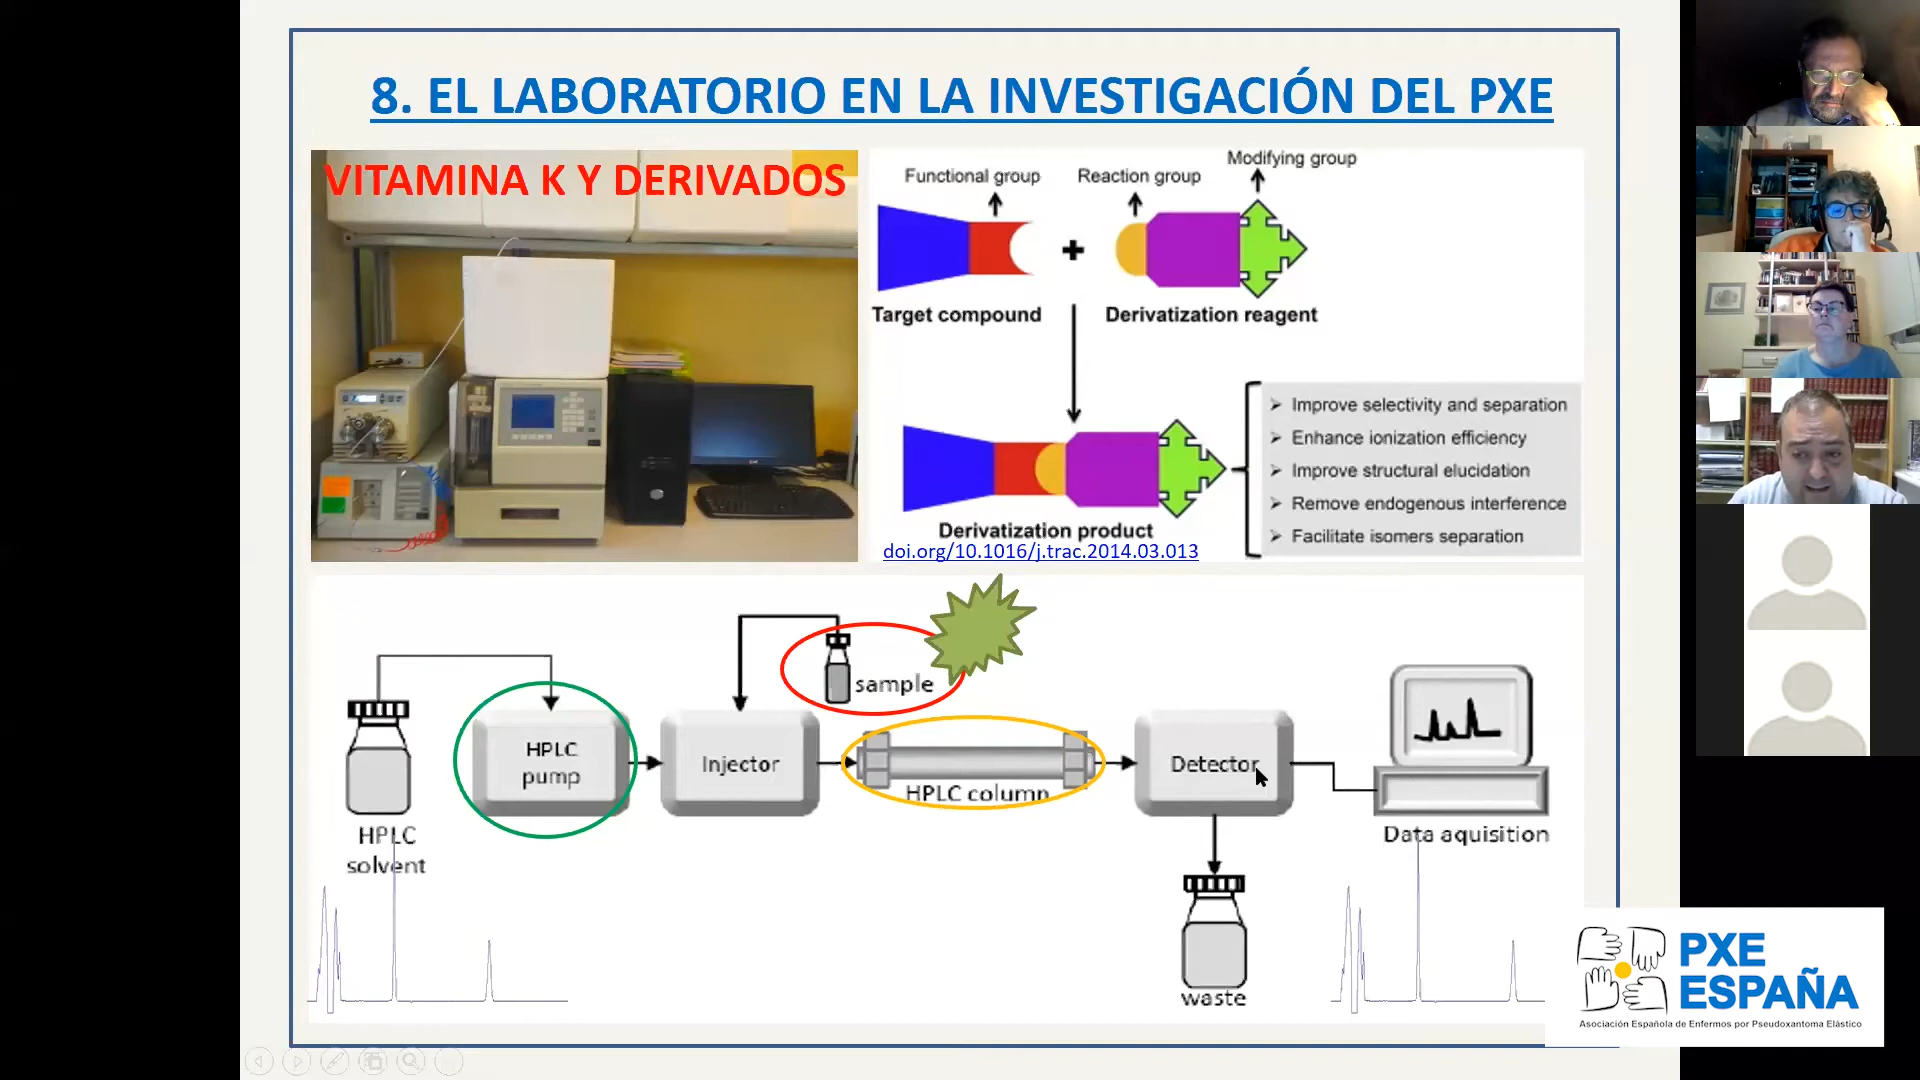 8. EL LABORATORIO EN LA INVESTIGACIÓN DEL PXE
VITAMINA K Y DERIVADOS
Functional group
Reaction group
Modifying group
+
Target compound
Derivatization reagent
Improve selectivity and separation
Enhance ionization efficiency
Improve structural elucidation
Remove endogenous interference
Facilitate isomers separation
Derivatization product
doi.org/10.1016/j.trac.2014.03.013
sample
HPLC
pump
Injector
HPLC column
Detector
HPLC
solvent
Data aquisition
waste
PXE
ESPAÑA
Asociación Española de Enfermos por Pseudoxantoma Elástico